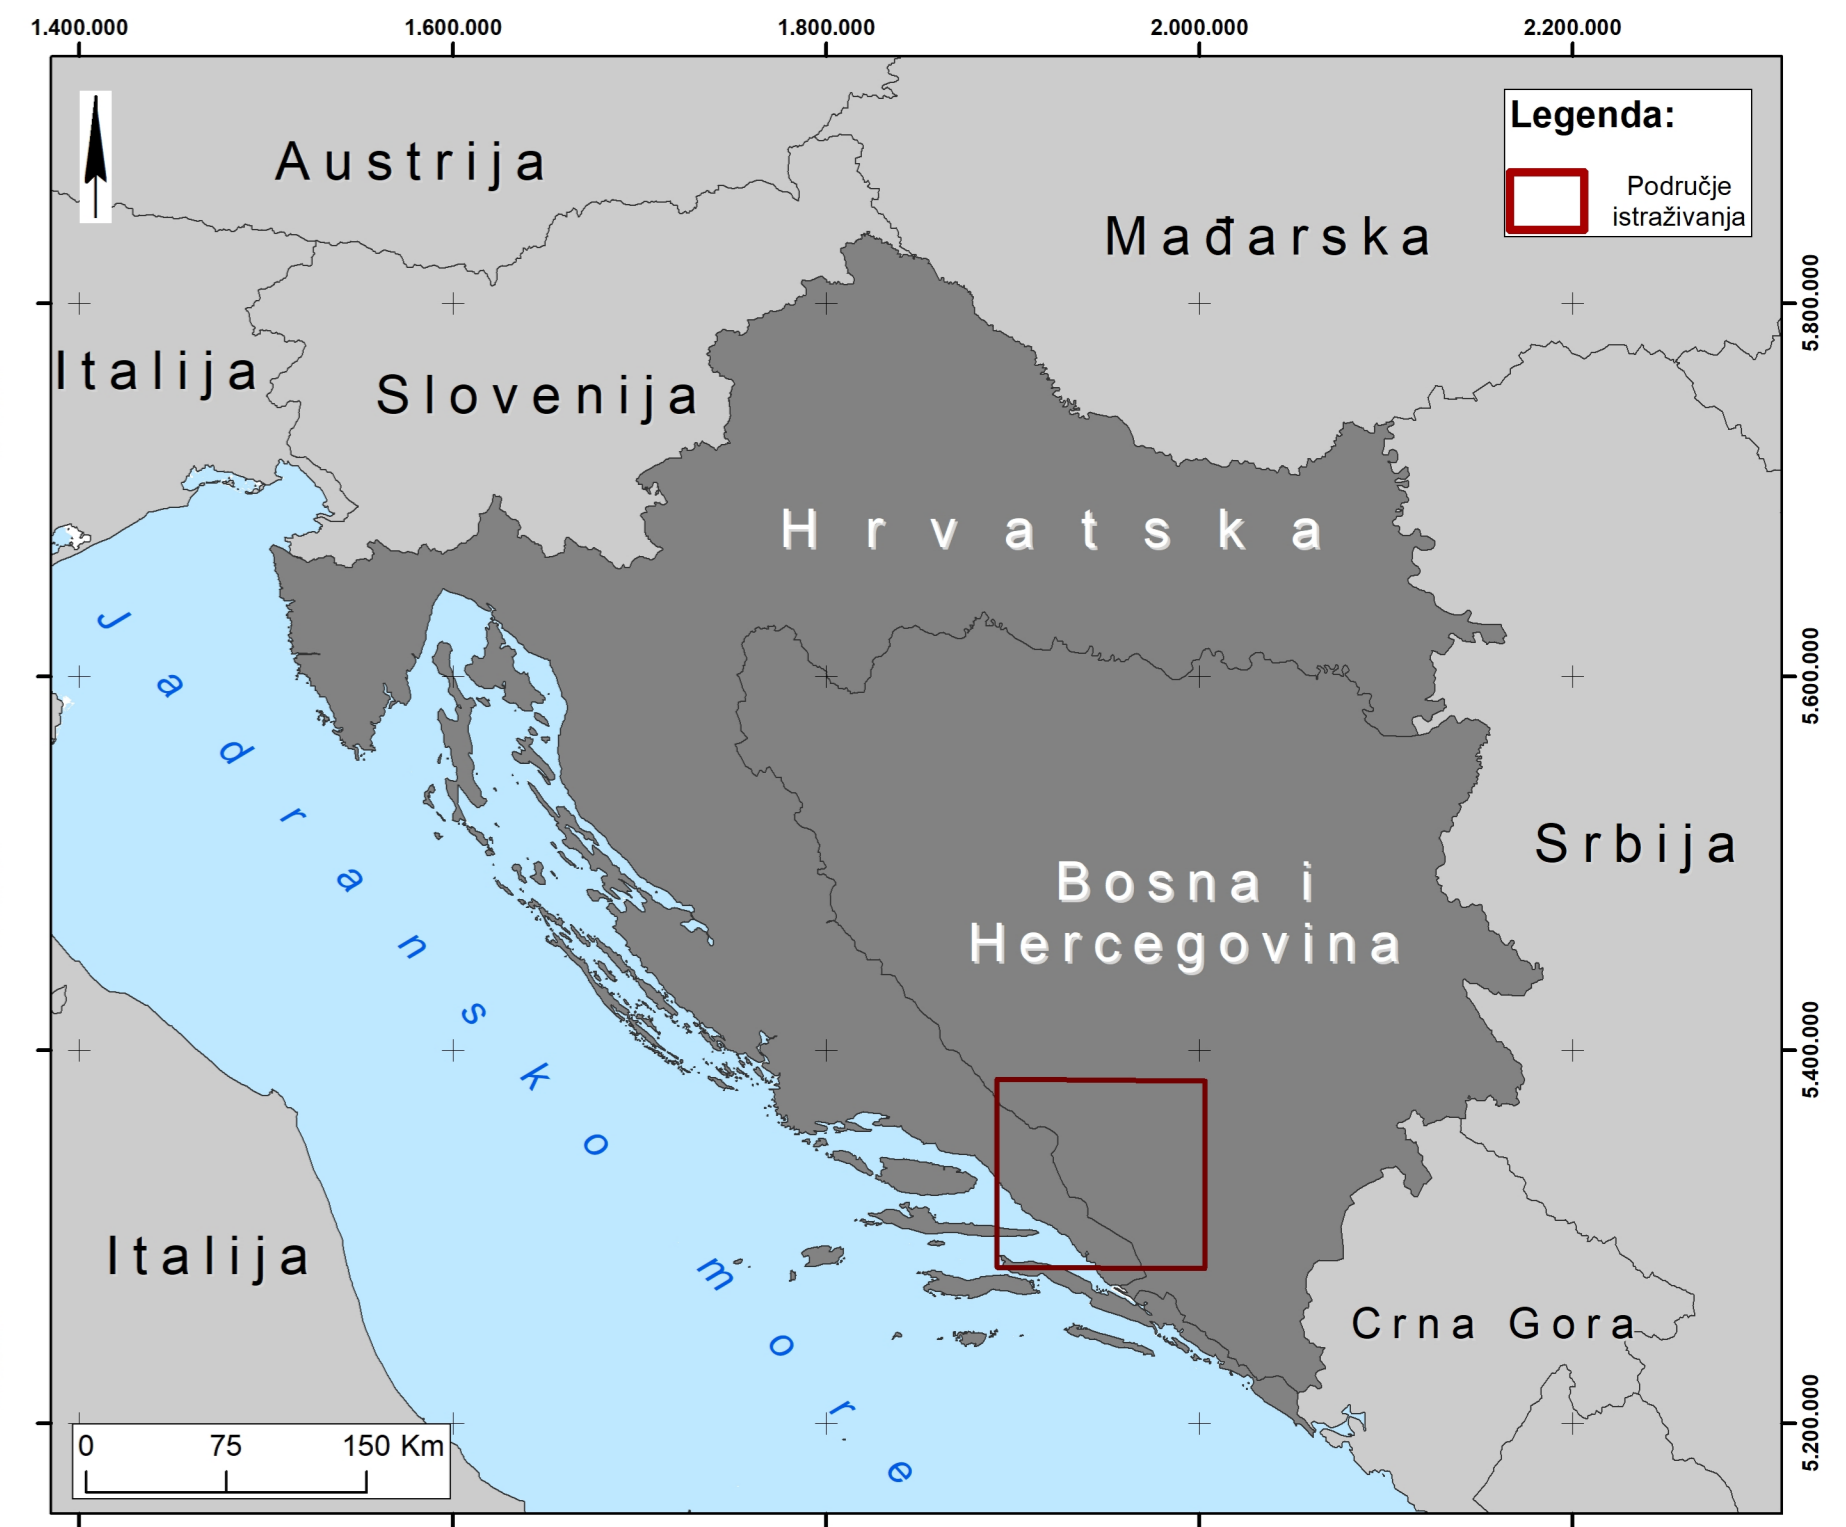 1.400.000 1.600.000 1.800.000 2.000.000 2.200.000
Legenda:
Područje
istraživanja
Austrija
Mađarska
5.800.000
Italija
Slovenija
Hrvatska
5.600.000
Jadransko more
Srbija
Bosna i
Hercegovina
5.400.000
Italija
Crna Gora
5.200.000
0 75 150 Km